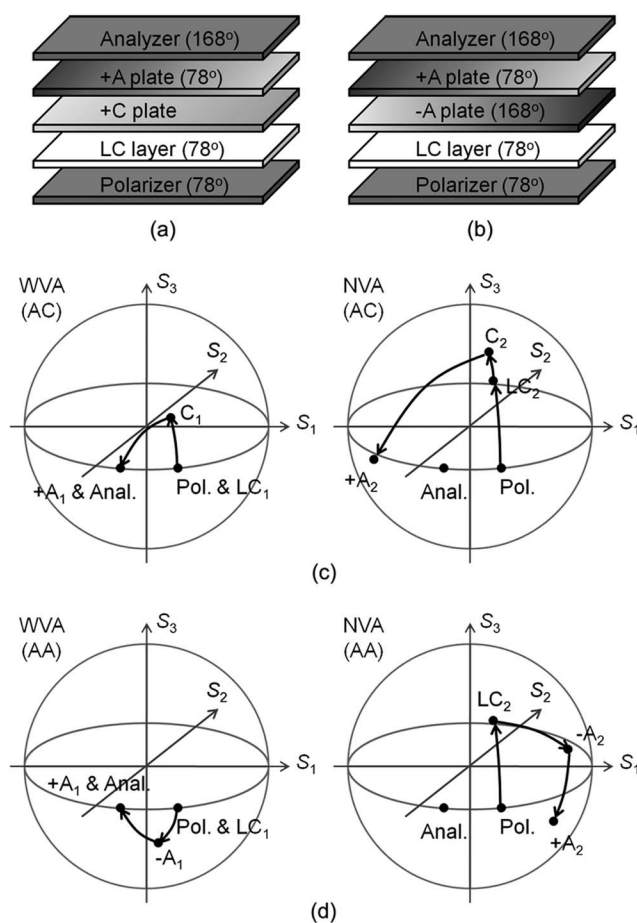 Analyzer (168°)
+A plate (78°)
+C plate
LC layer (78°)
Polarizer (78°)
(a)
Analyzer (168°)
+A plate (78°)
-A plate (168°)
LC layer (78°)
Polarizer (78°)
(b)
WVA
(AC)
S₃
S₂
S₁
C₁
+A₁ & Anal.
Pol. & LC₁
NVA
(AC)
S₃
C₂
S₂
LC₂
S₁
+A₂
Anal.
Pol.
(c)
WVA
(AA)
S₃
S₂
S₁
+A₁ & Anal.
Pol. & LC₁
-A₁
NVA
(AA)
S₃
LC₂
S₂
-A₂
S₁
Anal.
Pol.
+A₂
(d)